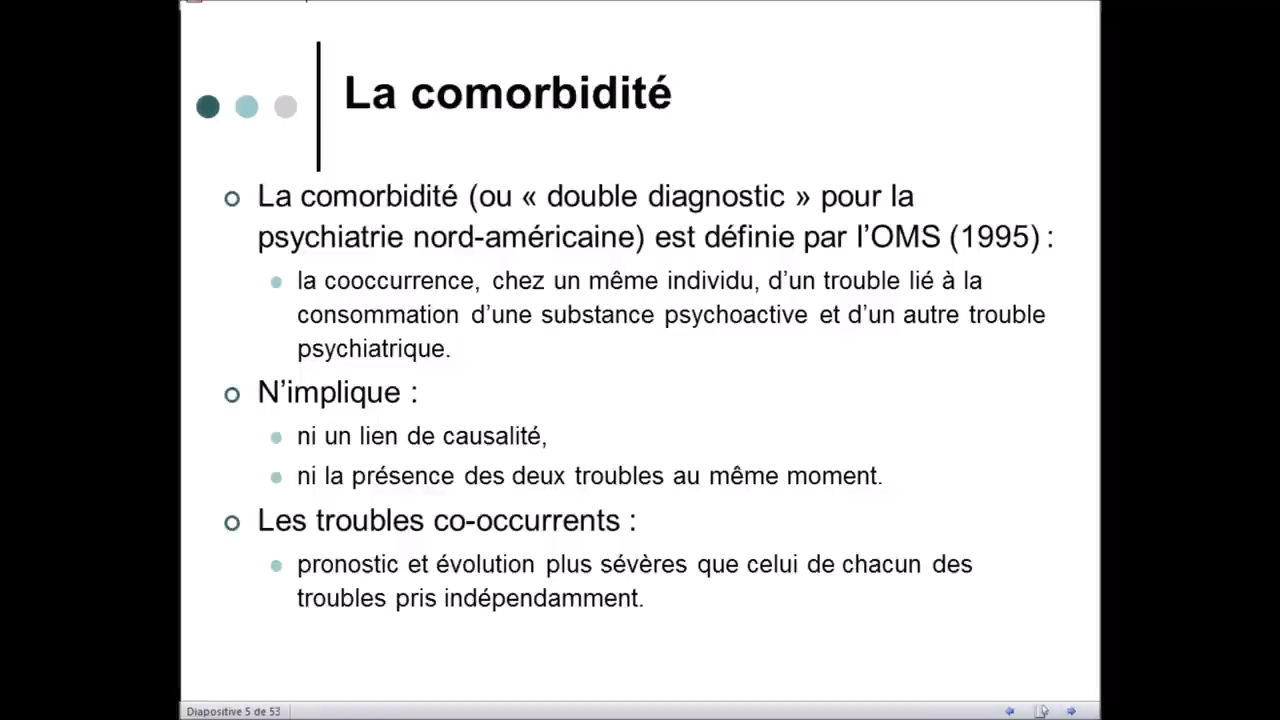 La comorbidité
La comorbidité (ou « double diagnostic » pour la
psychiatrie nord-américaine) est définie par l’OMS (1995) :
la cooccurrence, chez un même individu, d’un trouble lié à la
consommation d’une substance psychoactive et d’un autre trouble
psychiatrique.
N’implique :
ni un lien de causalité,
ni la présence des deux troubles au même moment.
Les troubles co-occurrents :
pronostic et évolution plus sévères que celui de chacun des
troubles pris indépendamment.
Diapositive 5 de 53